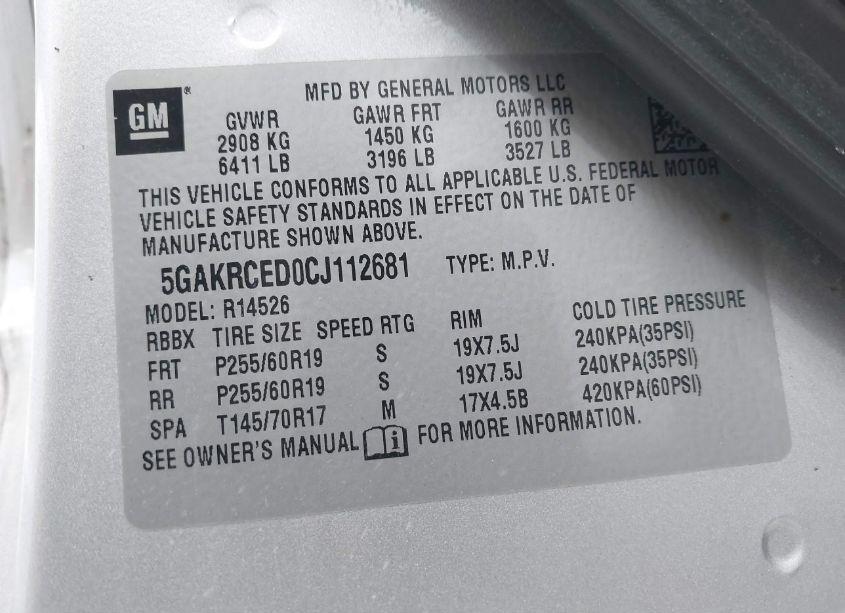 GM
MFD BY GENERAL MOTORS LLC
GVWR GAWR FRT GAWR RR
2908 KG 1450 KG 1600 KG
6411 LB 3196 LB 3527 LB
THIS VEHICLE CONFORMS TO ALL APPLICABLE U.S. FEDERAL MOTOR
VEHICLE SAFETY STANDARDS IN EFFECT ON THE DATE OF
MANUFACTURE SHOWN ABOVE.
5GAKRCED0CJ112681 TYPE: M.P.V.
MODEL: R14526
RBBX TIRE SIZE SPEED RTG RIM COLD TIRE PRESSURE
FRT P255/60R19 S 19X7.5J 240KPA(35PSI)
RR P255/60R19 S 19X7.5J 240KPA(35PSI)
SPA T145/70R17 M 17X4.5B 420KPA(60PSI)
SEE OWNER'S MANUAL i FOR MORE INFORMATION.